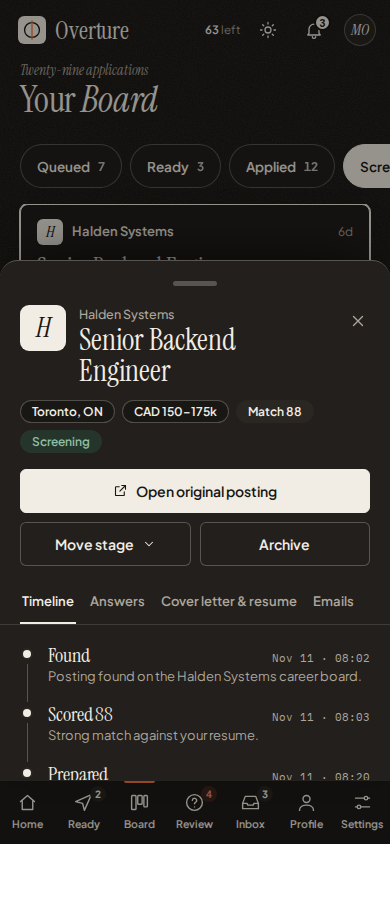 Overture
63 left
3
MO
Twenty-nine applications
Your Board
Queued 7
Ready 3
Applied 12
Scre
H
Halden Systems
6d
H
Halden Systems
Senior Backend
Engineer
Toronto, ON
CAD 150–175k
Match 88
Screening
Open original posting
Move stage
Archive
Timeline
Answers
Cover letter & resume
Emails
Found
Nov 11 · 08:02
Posting found on the Halden Systems career board.
Scored 88
Nov 11 · 08:03
Strong match against your resume.
Prepared
Nov 11 · 08:20
2
4
3
Home
Ready
Board
Review
Inbox
Profile
Settings